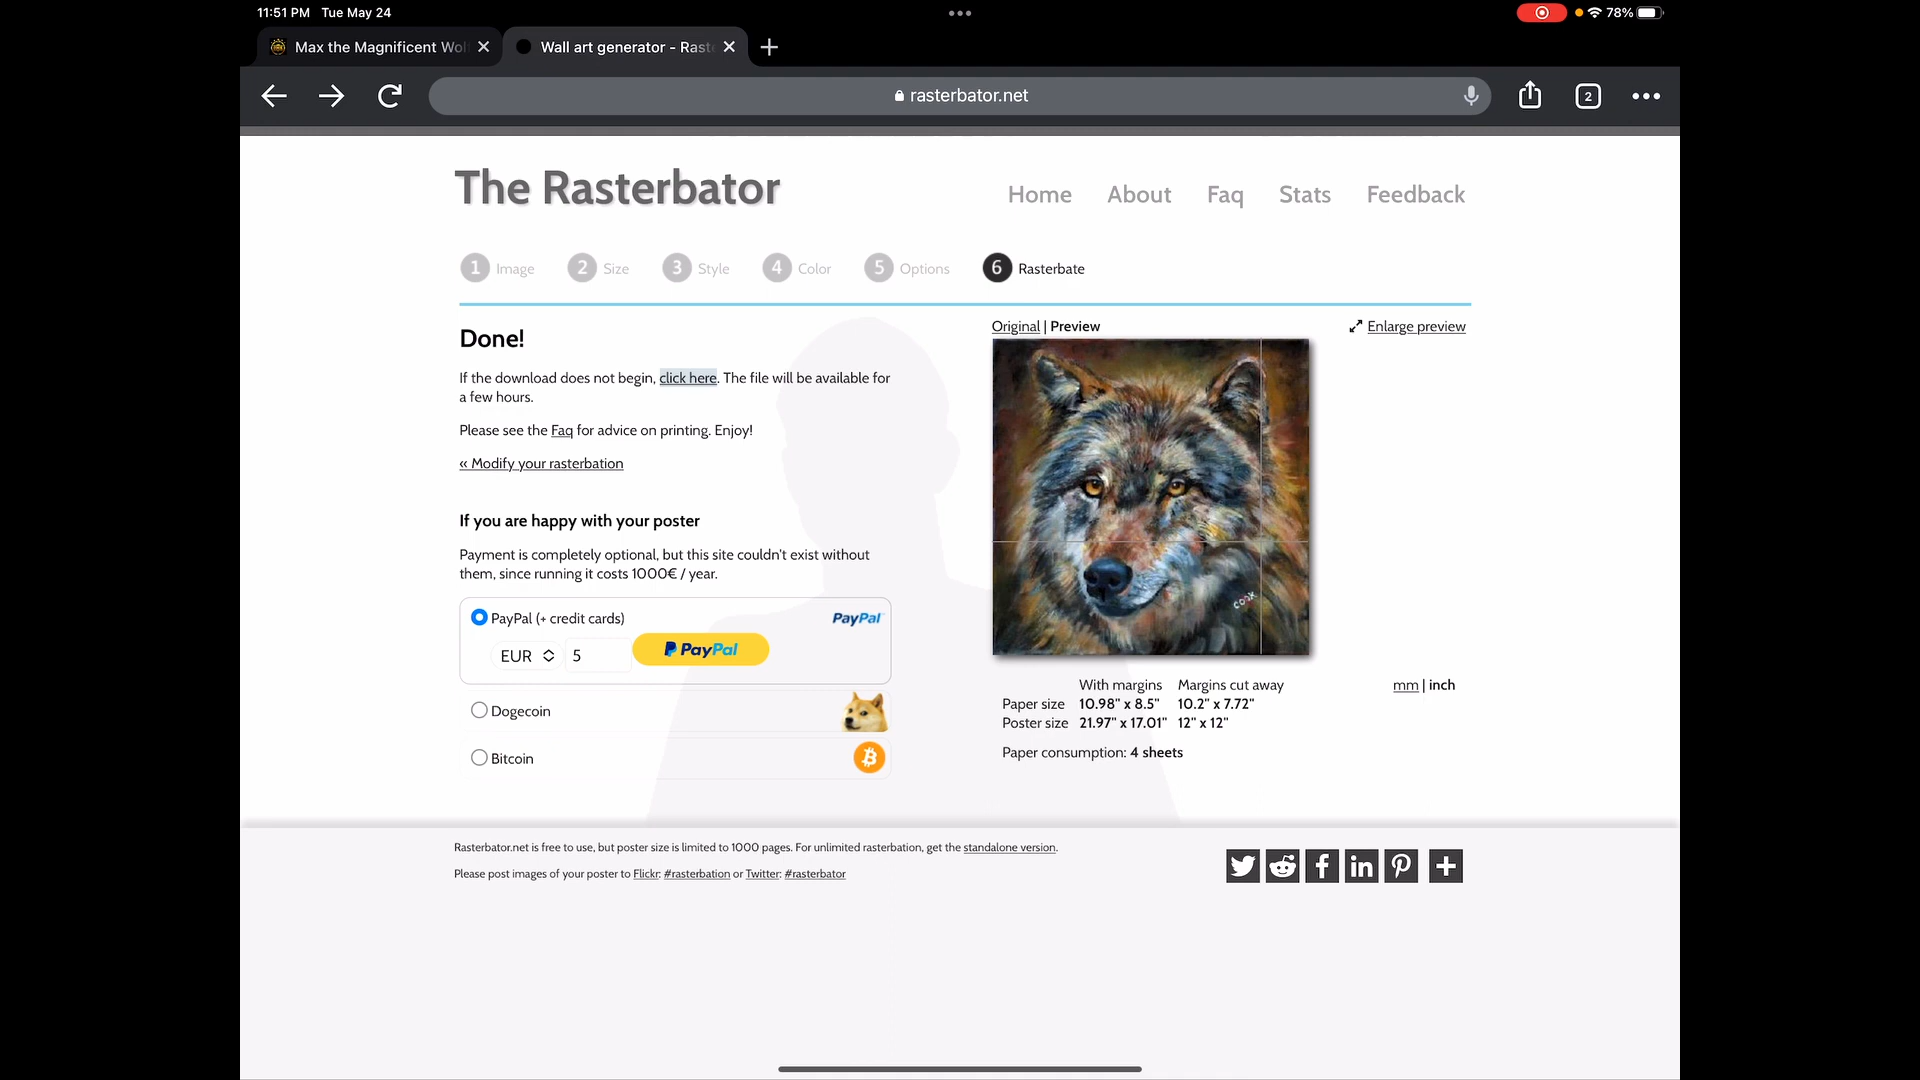 11:51 PM Tue May 24
78%
Max the Magnificent Wol
Wall art generator - Rast
rasterbator.net
2
The Rasterbator
Home About Faq Stats Feedback
1 Image 2 Size 3 Style 4 Color 5 Options 6 Rasterbate
Done!
If the download does not begin, click here. The file will be available for
a few hours.
Please see the Faq for advice on printing. Enjoy!
« Modify your rasterbation
If you are happy with your poster
Payment is completely optional, but this site couldn't exist without
them, since running it costs 1000€ / year.
PayPal (+ credit cards) PayPal
EUR 5 PayPal
Dogecoin
Bitcoin
Original | Preview Enlarge preview
COOX
With margins Margins cut away mm | inch
Paper size 10.98" x 8.5" 10.2" x 7.72"
Poster size 21.97" x 17.01" 12" x 12"
Paper consumption: 4 sheets
Rasterbator.net is free to use, but poster size is limited to 1000 pages. For unlimited rasterbation, get the standalone version.
Please post images of your poster to Flickr: #rasterbation or Twitter: #rasterbator